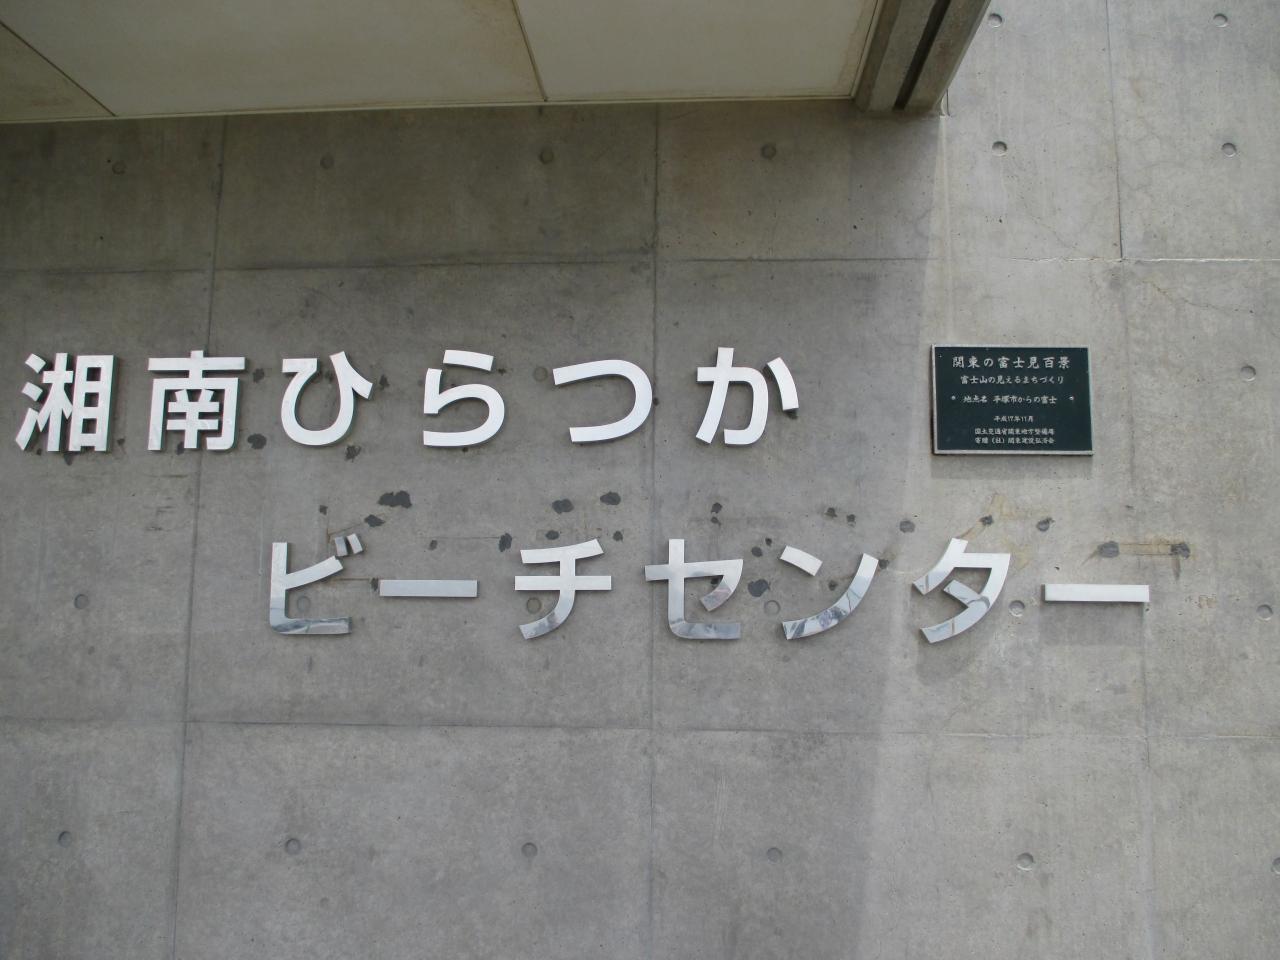 湘南ひらつか
ビーチセンター
関東の富士見百景
富士山の見えるまちづくり
地点名 平塚市からの富士
平成17年11月
国土交通省関東地方整備局
寄贈(社)関東建設弘済会